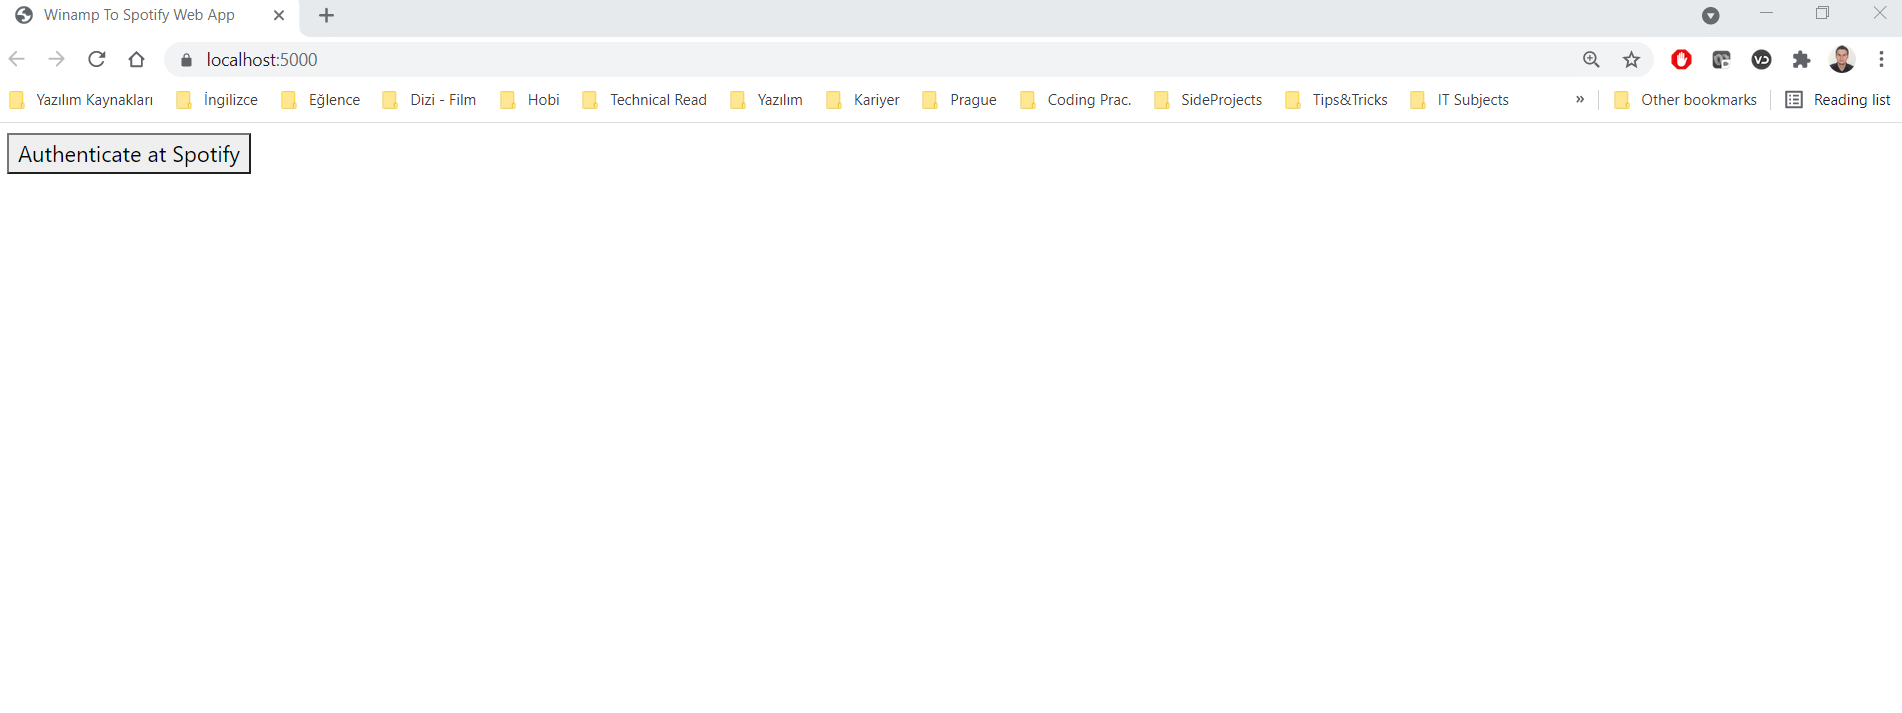 Winamp To Spotify Web App
localhost:5000
Yazılım Kaynakları İngilizce Eğlence Dizi - Film Hobi Technical Read Yazılım Kariyer Prague Coding Prac. SideProjects Tips&Tricks IT Subjects » Other bookmarks Reading list
Authenticate at Spotify